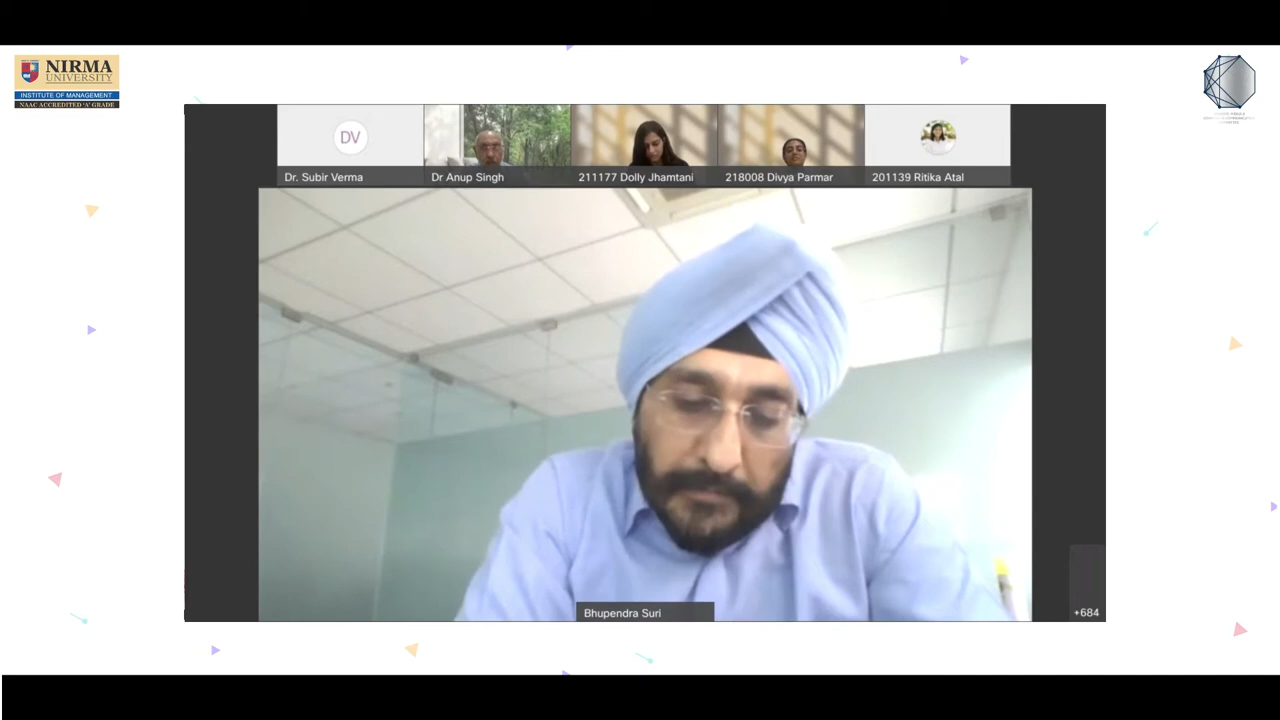 NIRMA
UNIVERSITY
INSTITUTE OF MANAGEMENT
NAAC ACCREDITED 'A' GRADE
DV
Dr. Subir Verma
Dr Anup Singh
211177 Dolly Jhamtani
218008 Divya Parmar
201139 Ritika Atal
Bhupendra Suri
+684